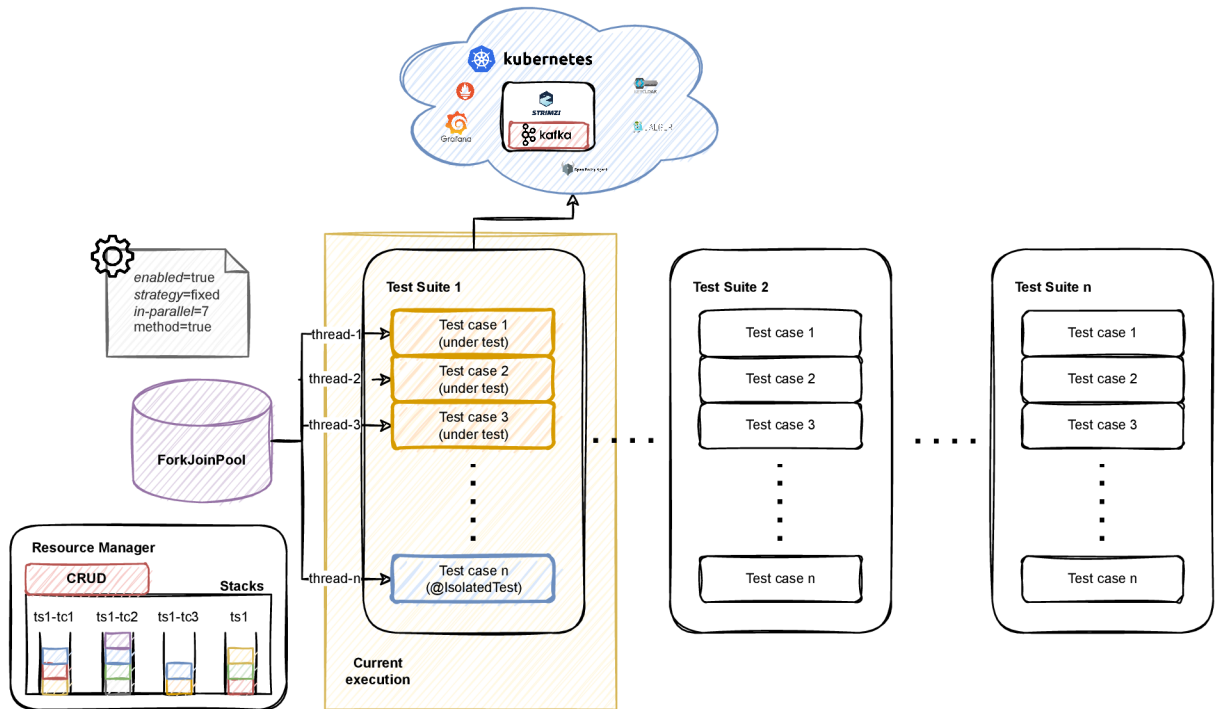 kubernetes
STRIMZI
kafka
Grafana
Open Policy Agent
enabled=true
strategy=fixed
in-parallel=7
method=true
ForkJoinPool
thread-1
thread-2
thread-3
thread-n
Test Suite 1
Test case 1
(under test)
Test case 2
(under test)
Test case 3
(under test)
Test case n
(@IsolatedTest)
Current
execution
Test Suite 2
Test case 1
Test case 2
Test case 3
Test case n
Test Suite n
Test case 1
Test case 2
Test case 3
Test case n
Resource Manager
CRUD
Stacks
ts1-tc1
ts1-tc2
ts1-tc3
ts1